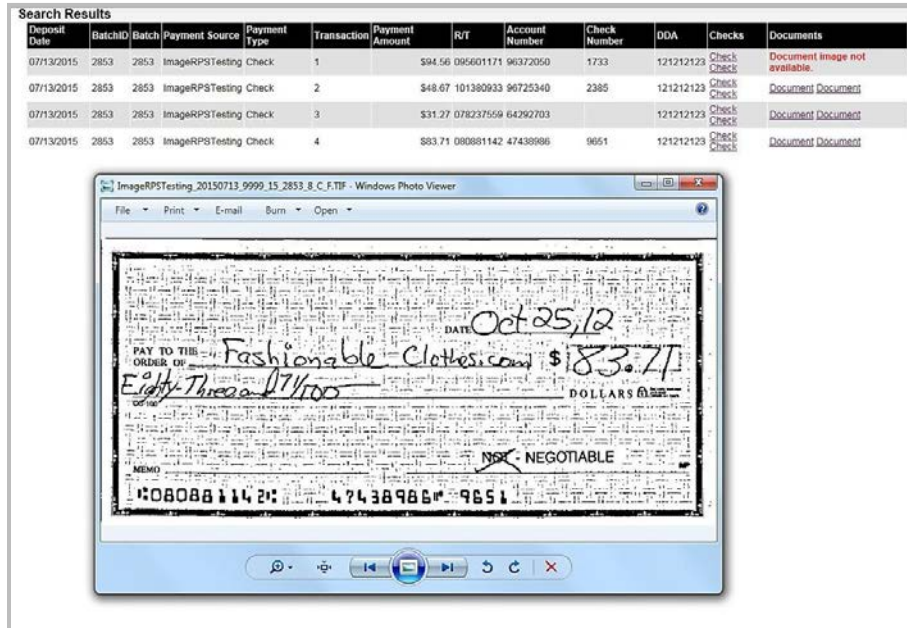 Search Results
Deposit Date BatchID Batch Payment Source Payment Type Transaction Payment Amount R/T Account Number Check Number DDA Checks Documents
07/13/2015 2853 2853 ImageRPSTesting Check 1 $94.56 095601171 96372050 1733 121212123 Check Check Document image not available.
07/13/2015 2853 2853 ImageRPSTesting Check 2 $48.67 101380933 96725340 2385 121212123 Check Check Document Document
07/13/2015 2853 2853 ImageRPSTesting Check 3 $31.27 078237559 64292703 121212123 Check Check Document Document
07/13/2015 2853 2853 ImageRPSTesting Check 4 $83.71 080881142 47438986 9651 121212123 Check Check Document Document
ImageRPSTesting_20150713_9999_15_2853_8_C_F.TIF - Windows Photo Viewer
File Print E-mail Burn Open
DATE Oct 25,12
PAY TO THE ORDER OF Fashionable Clothes.com $ 83.71
Eighty-Three and 71/100 DOLLARS
NOT - NEGOTIABLE
MEMO
080881142 47438986 9651